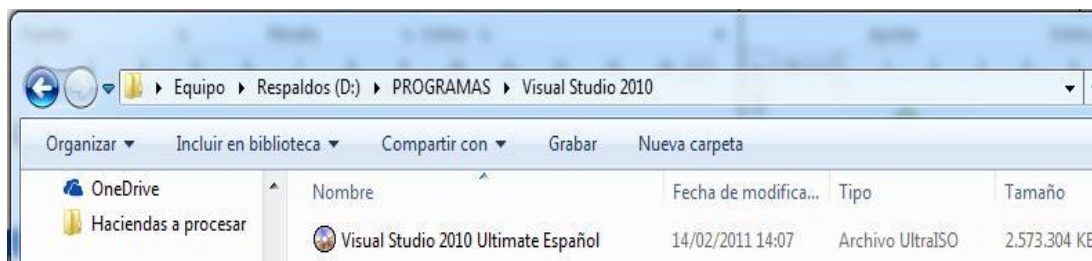 Equipo Respaldos (D:) PROGRAMAS Visual Studio 2010
Organizar Incluir en biblioteca Compartir con Grabar Nueva carpeta
OneDrive Nombre Fecha de modifica... Tipo Tamaño
Haciendas a procesar
Visual Studio 2010 Ultimate Español 14/02/2011 14:07 Archivo UltraISO 2.573.304 KB